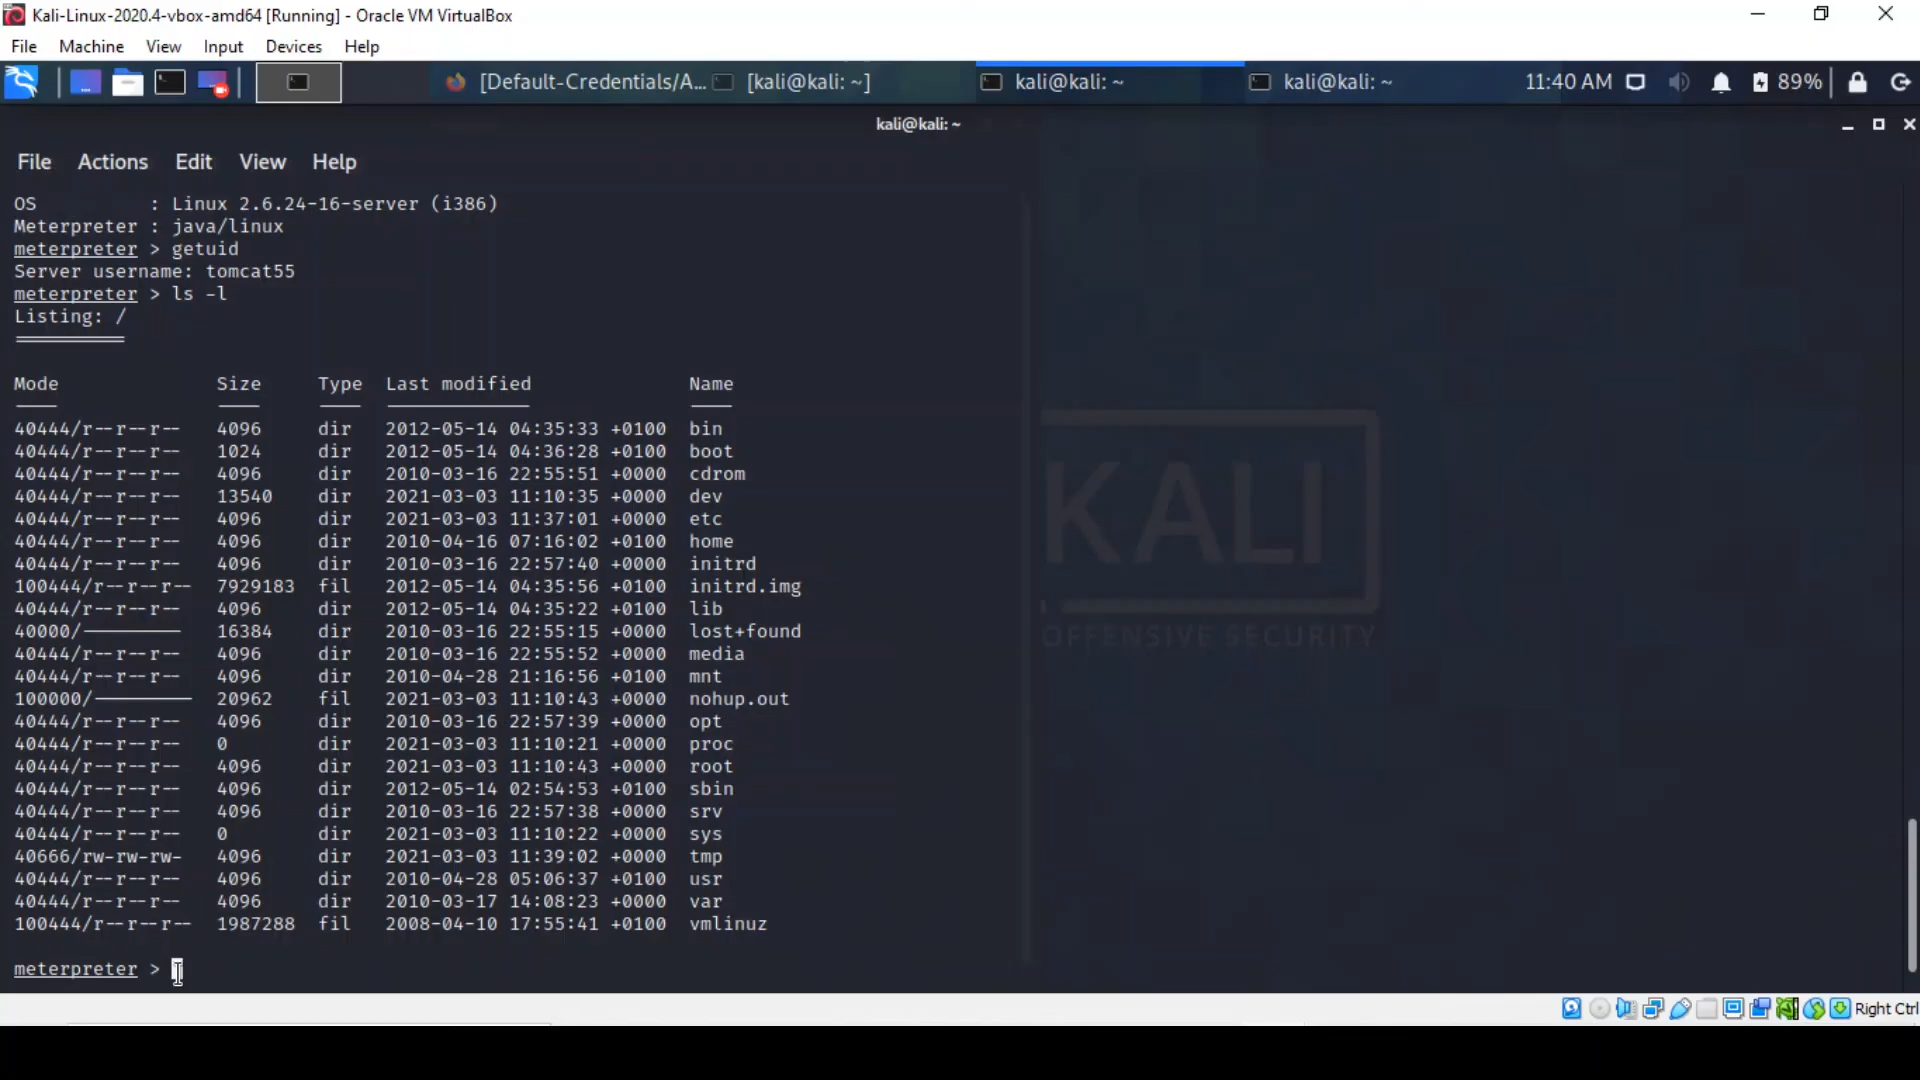 Kali-Linux-2020.4-vbox-amd64 [Running] - Oracle VM VirtualBox
File Machine View Input Devices Help
[Default-Credentials/A... [kali@kali: ~] kali@kali: ~ kali@kali: ~ 11:40 AM 89%
kali@kali: ~
File Actions Edit View Help
OS : Linux 2.6.24-16-server (i386)
Meterpreter : java/linux
meterpreter > getuid
Server username: tomcat55
meterpreter > ls -l
Listing: /
Mode Size Type Last modified Name
40444/r--r--r-- 4096 dir 2012-05-14 04:35:33 +0100 bin
40444/r--r--r-- 1024 dir 2012-05-14 04:36:28 +0100 boot
40444/r--r--r-- 4096 dir 2010-03-16 22:55:51 +0000 cdrom
40444/r--r--r-- 13540 dir 2021-03-03 11:10:35 +0000 dev
40444/r--r--r-- 4096 dir 2021-03-03 11:37:01 +0000 etc
40444/r--r--r-- 4096 dir 2010-04-16 07:16:02 +0100 home
40444/r--r--r-- 4096 dir 2010-03-16 22:57:40 +0000 initrd
100444/r--r--r-- 7929183 fil 2012-05-14 04:35:56 +0100 initrd.img
40444/r--r--r-- 4096 dir 2012-05-14 04:35:22 +0100 lib
40000/--------- 16384 dir 2010-03-16 22:55:15 +0000 lost+found
40444/r--r--r-- 4096 dir 2010-03-16 22:55:52 +0000 media
40444/r--r--r-- 4096 dir 2010-04-28 21:16:56 +0100 mnt
100000/--------- 20962 fil 2021-03-03 11:10:43 +0000 nohup.out
40444/r--r--r-- 4096 dir 2010-03-16 22:57:39 +0000 opt
40444/r--r--r-- 0 dir 2021-03-03 11:10:21 +0000 proc
40444/r--r--r-- 4096 dir 2021-03-03 11:10:43 +0000 root
40444/r--r--r-- 4096 dir 2012-05-14 02:54:53 +0100 sbin
40444/r--r--r-- 4096 dir 2010-03-16 22:57:38 +0000 srv
40444/r--r--r-- 0 dir 2021-03-03 11:10:22 +0000 sys
40666/rw-rw-rw- 4096 dir 2021-03-03 11:39:02 +0000 tmp
40444/r--r--r-- 4096 dir 2010-04-28 05:06:37 +0100 usr
40444/r--r--r-- 4096 dir 2010-03-17 14:08:23 +0000 var
100444/r--r--r-- 1987288 fil 2008-04-10 17:55:41 +0100 vmlinuz
meterpreter >
KALI
OFFENSIVE SECURITY
Right Ctrl